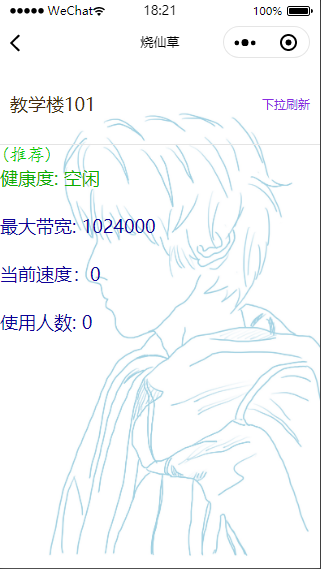 WeChat 18:21 100%
烧仙草
教学楼101 下拉刷新
(推荐)
健康度: 空闲
最大带宽: 1024000
当前速度: 0
使用人数: 0